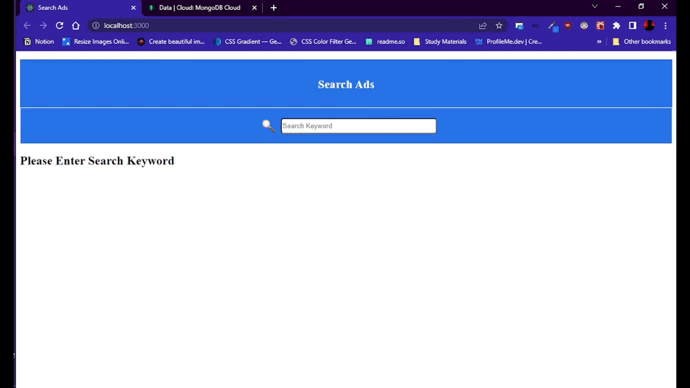 Search Ads
Data | Cloud: MongoDB Cloud
localhost:3000
Notion
Resize Images Onli...
Create beautiful im...
CSS Gradient — Ge...
CSS Color Filter Ge...
readme.so
Study Materials
ProfileMe.dev | Cre...
»
Other bookmarks
Search Ads
Search Keyword
Please Enter Search Keyword